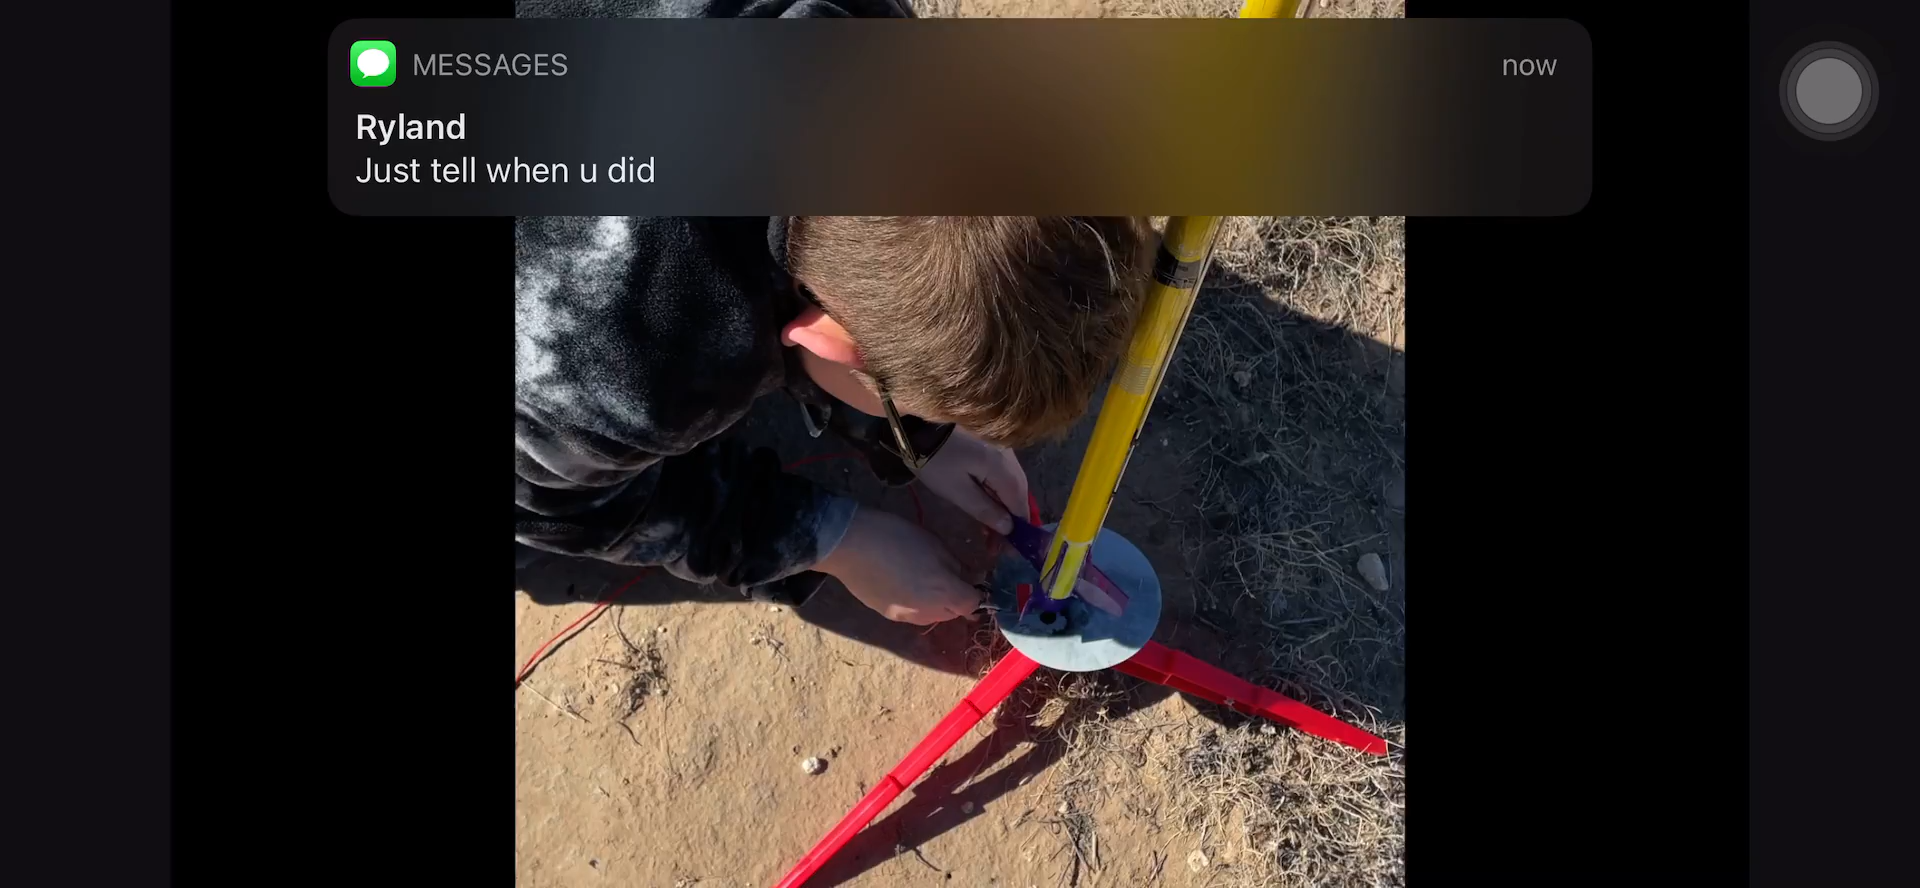 MESSAGES
now
Ryland
Just tell when u did